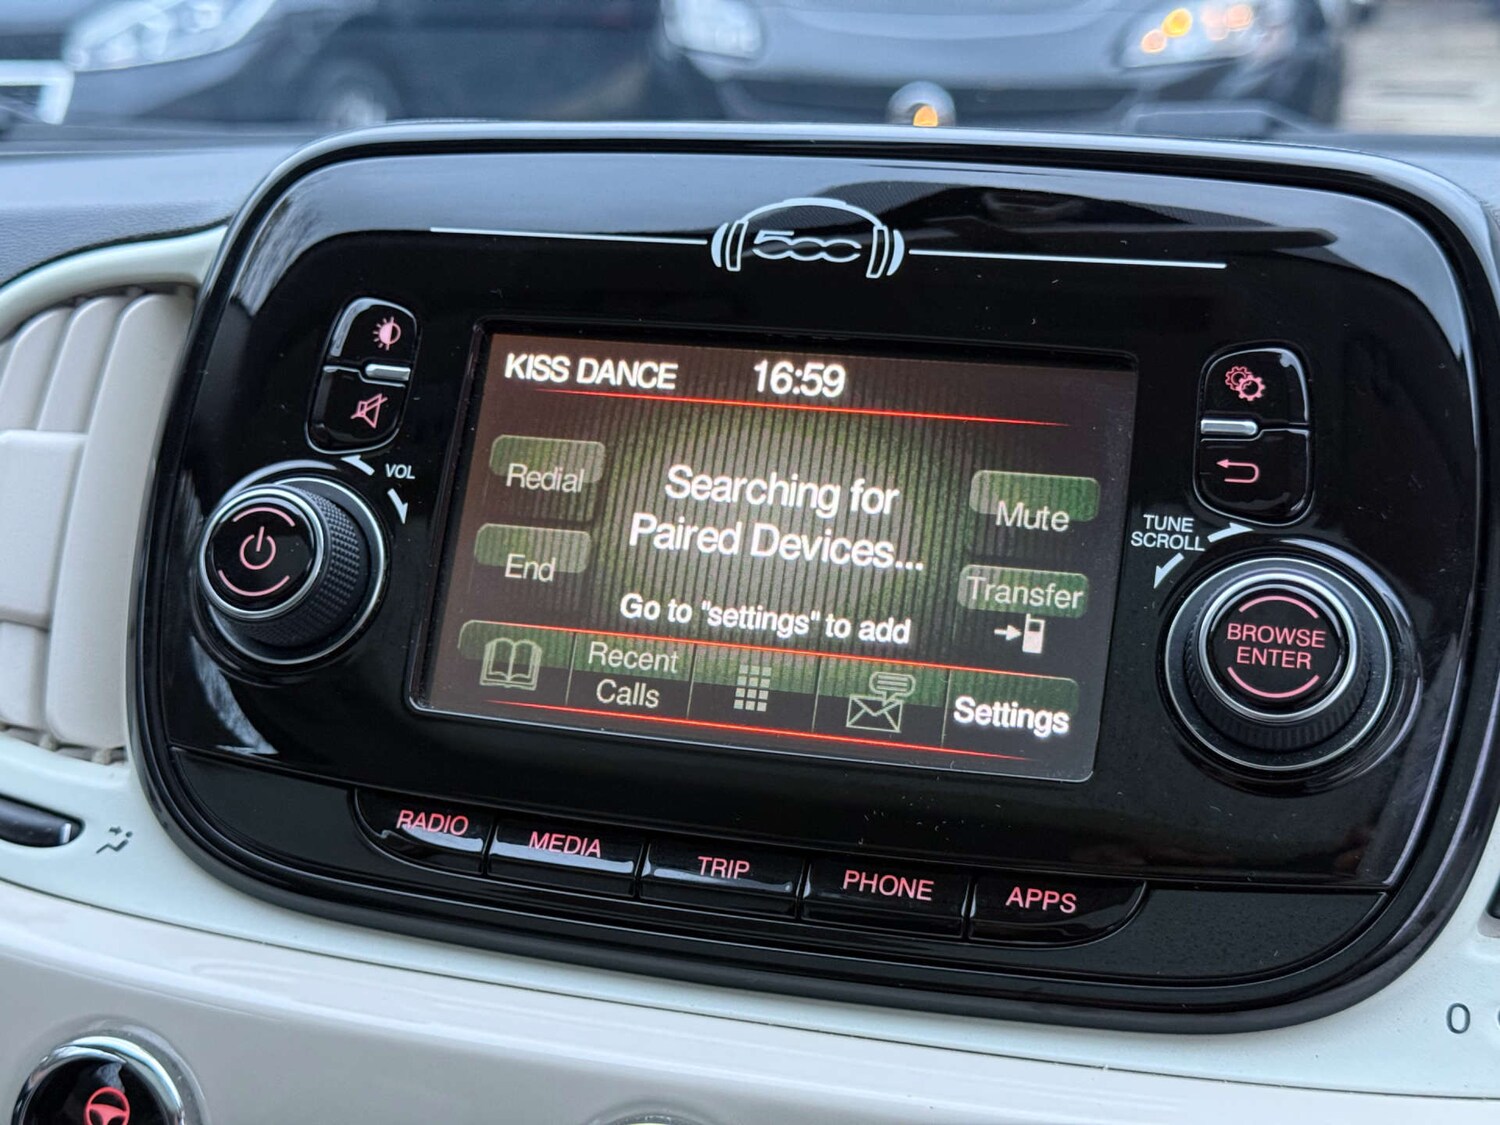 500
KISS DANCE 16:59
VOL
Redial
Searching for
Paired Devices...
Mute
TUNE
SCROLL
End
Transfer
Go to "settings" to add
BROWSE
ENTER
Recent
Calls
Settings
RADIO
MEDIA
TRIP
PHONE
APPS
0